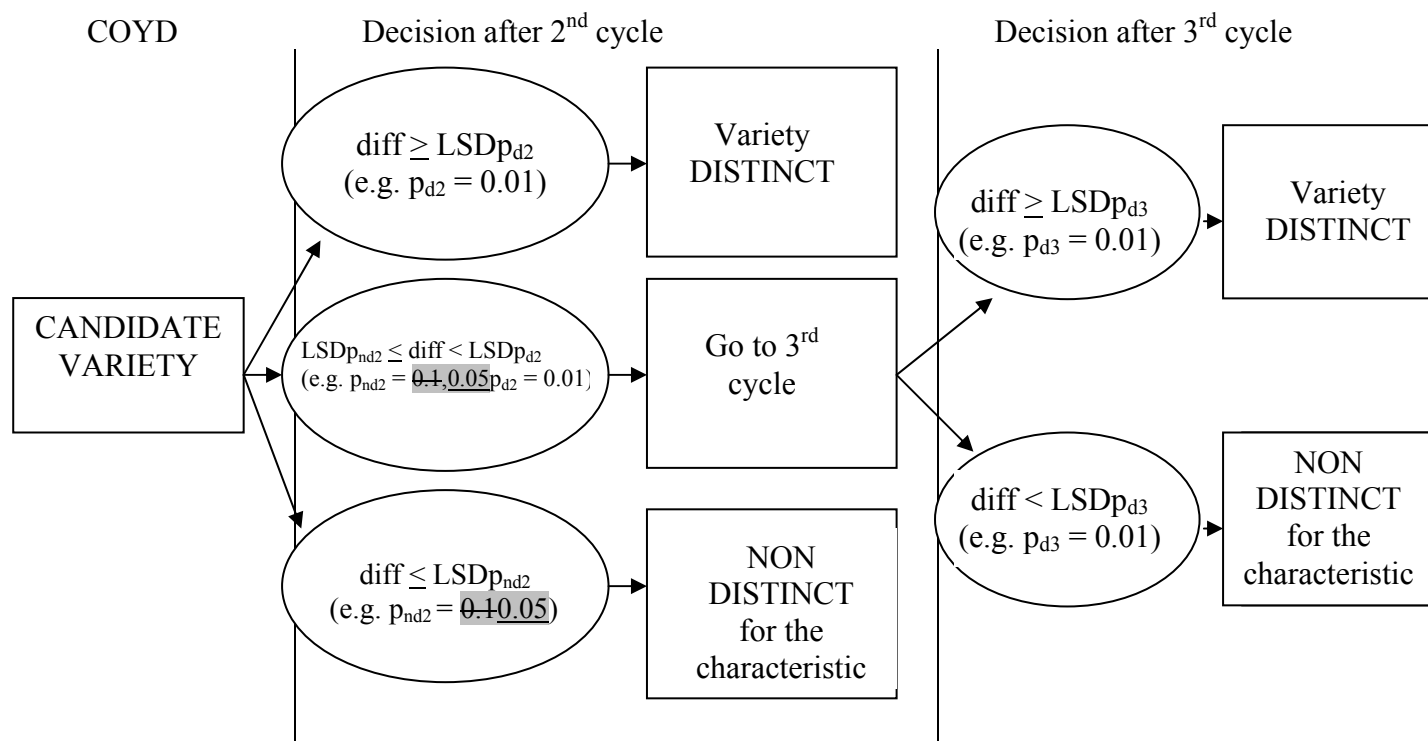 COYD
Decision after 2nd cycle
Decision after 3rd cycle
CANDIDATE
VARIETY
diff ≥ LSDpd2
(e.g. pd2 = 0.01)
Variety
DISTINCT
LSDpnd2 ≤ diff < LSDpd2
(e.g. pnd2 = 0.1,0.05pd2 = 0.01)
Go to 3rd
cycle
diff ≤ LSDpnd2
(e.g. pnd2 = 0.10.05)
NON
DISTINCT
for the
characteristic
diff ≥ LSDpd3
(e.g. pd3 = 0.01)
Variety
DISTINCT
diff < LSDpd3
(e.g. pd3 = 0.01)
NON
DISTINCT
for the
characteristic